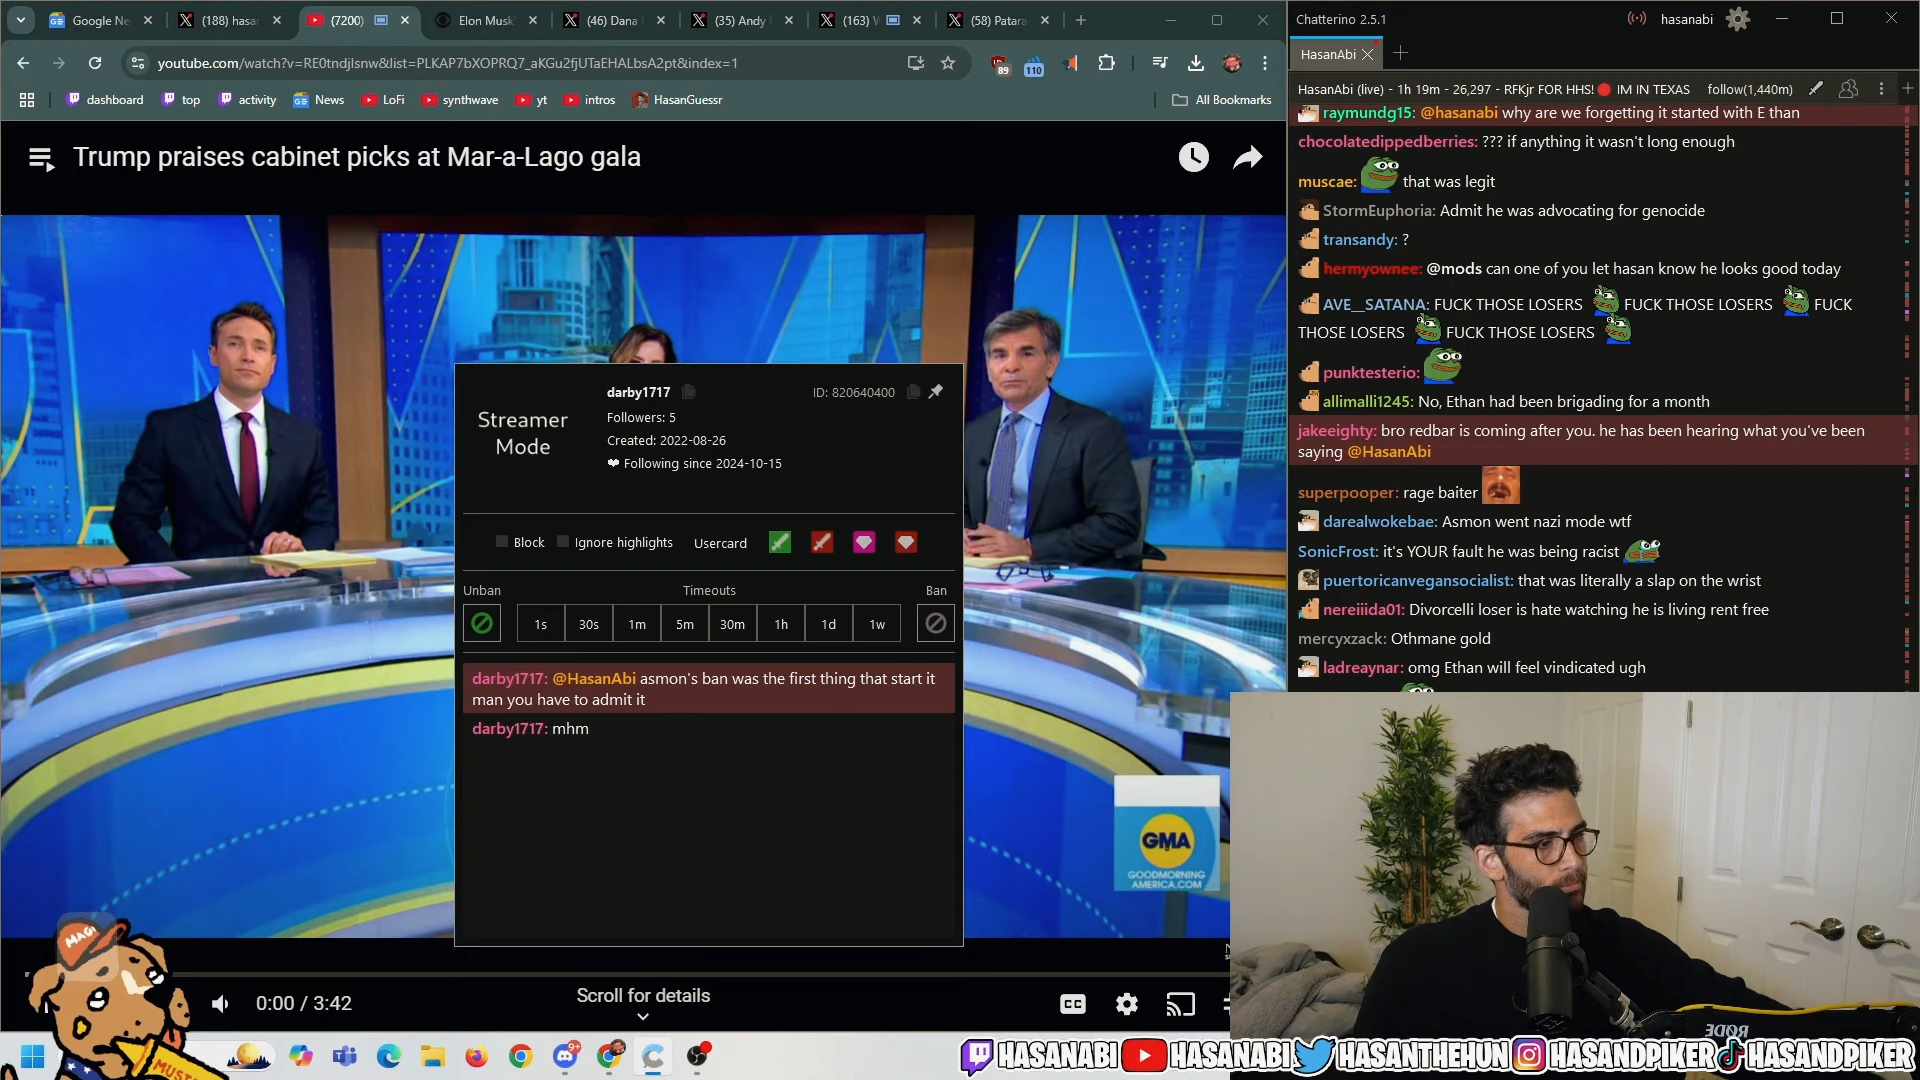 Google Ne
(188) hasa
(7200)
Elon Musk
(46) Dana
(35) Andy
(163)
(58) Patara
youtube.com/watch?v=RE0tndjlsnw&list=PLKAP7bXOPRQ7_aKGu2fjUTaEHALbsA2pt&index=1
89
110
dashboard
top
activity
News
LoFi
synthwave
yt
intros
HasanGuessr
All Bookmarks
Trump praises cabinet picks at Mar-a-Lago gala
Streamer
Mode
darby1717
ID: 820640400
Followers: 5
Created: 2022-08-26
❤ Following since 2024-10-15
Block
Ignore highlights
Usercard
Unban
Timeouts
Ban
1s
30s
1m
5m
30m
1h
1d
1w
darby1717: @HasanAbi asmon's ban was the first thing that start it
man you have to admit it
darby1717: mhm
GMA
GOODMORNING
AMERICA.COM
0:00 / 3:42
Scroll for details
CC
MAGA
9+
Chatterino 2.5.1
hasanabi
HasanAbi
HasanAbi (live) - 1h 19m - 26,297 - RFKjr FOR HHS! 🔴 IM IN TEXAS
follow(1,440m)
raymundg15: @hasanabi why are we forgetting it started with E than
chocolatedippedberries: ??? if anything it wasn't long enough
muscae: that was legit
StormEuphoria: Admit he was advocating for genocide
transandy: ?
hermyownee: @mods can one of you let hasan know he looks good today
AVE__SATANA: FUCK THOSE LOSERS FUCK THOSE LOSERS FUCK
THOSE LOSERS FUCK THOSE LOSERS
punktesterio:
allimalli1245: No, Ethan had been brigading for a month
jakeeighty: bro redbar is coming after you. he has been hearing what you've been
saying @HasanAbi
superpooper: rage baiter
darealwokebae: Asmon went nazi mode wtf
SonicFrost: it's YOUR fault he was being racist
puertoricanvegansocialist: that was literally a slap on the wrist
nereiiida01: Divorcelli loser is hate watching he is living rent free
mercyxzack: Othmane gold
ladreaynar: omg Ethan will feel vindicated ugh
RODE
HASANABI
HASANABI
HASANTHEHUN
HASANDPIKER
HASANDPIKER